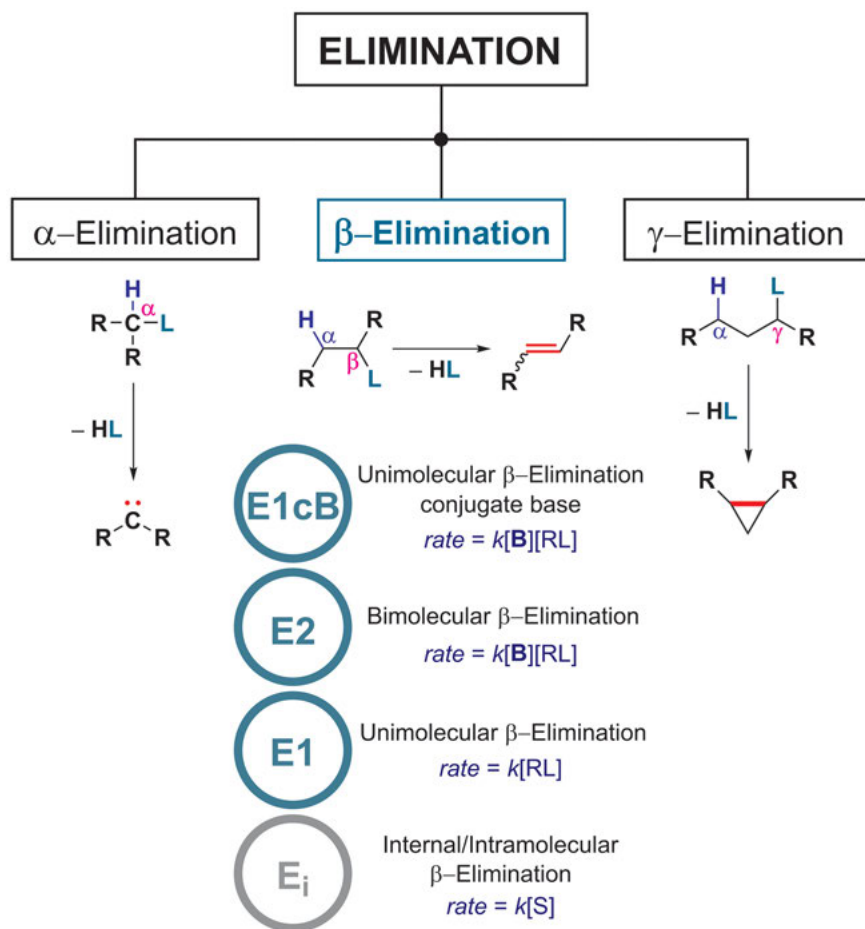 ELIMINATION
α–Elimination
β–Elimination
γ–Elimination
H
α
R–C–L
R
– HL
R C R
H
R
α
R
β
L
– HL
R
R
H
L
R
α
γ
R
– HL
R
R
E1cB
Unimolecular β–Elimination
conjugate base
rate = k[B][RL]
E2
Bimolecular β–Elimination
rate = k[B][RL]
E1
Unimolecular β–Elimination
rate = k[RL]
Ei
Internal/Intramolecular
β–Elimination
rate = k[S]